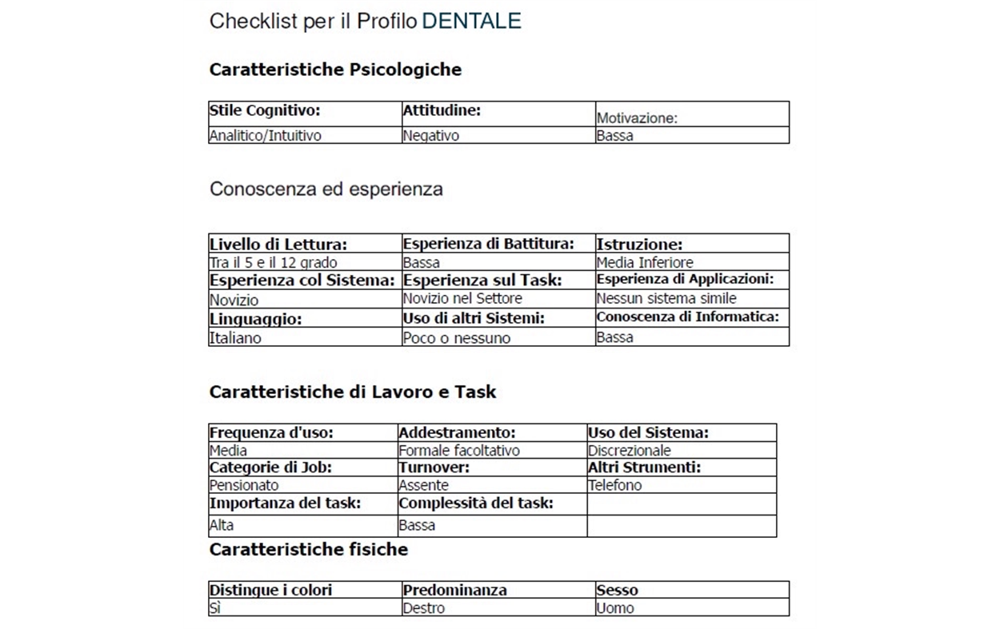 Checklist per il Profilo DENTALE
Caratteristiche Psicologiche
Stile Cognitivo: Attitudine: Motivazione:
Analitico/Intuitivo Negativo Bassa
Conoscenza ed esperienza
Livello di Lettura: Esperienza di Battitura: Istruzione:
Tra il 5 e il 12 grado Bassa Media Inferiore
Esperienza col Sistema: Esperienza sul Task: Esperienza di Applicazioni:
Novizio Novizio nel Settore Nessun sistema simile
Linguaggio: Uso di altri Sistemi: Conoscenza di Informatica:
Italiano Poco o nessuno Bassa
Caratteristiche di Lavoro e Task
Frequenza d'uso: Addestramento: Uso del Sistema:
Media Formale facoltativo Discrezionale
Categorie di Job: Turnover: Altri Strumenti:
Pensionato Assente Telefono
Importanza del task: Complessità del task:
Alta Bassa
Caratteristiche fisiche
Distingue i colori Predominanza Sesso
Sì Destro Uomo